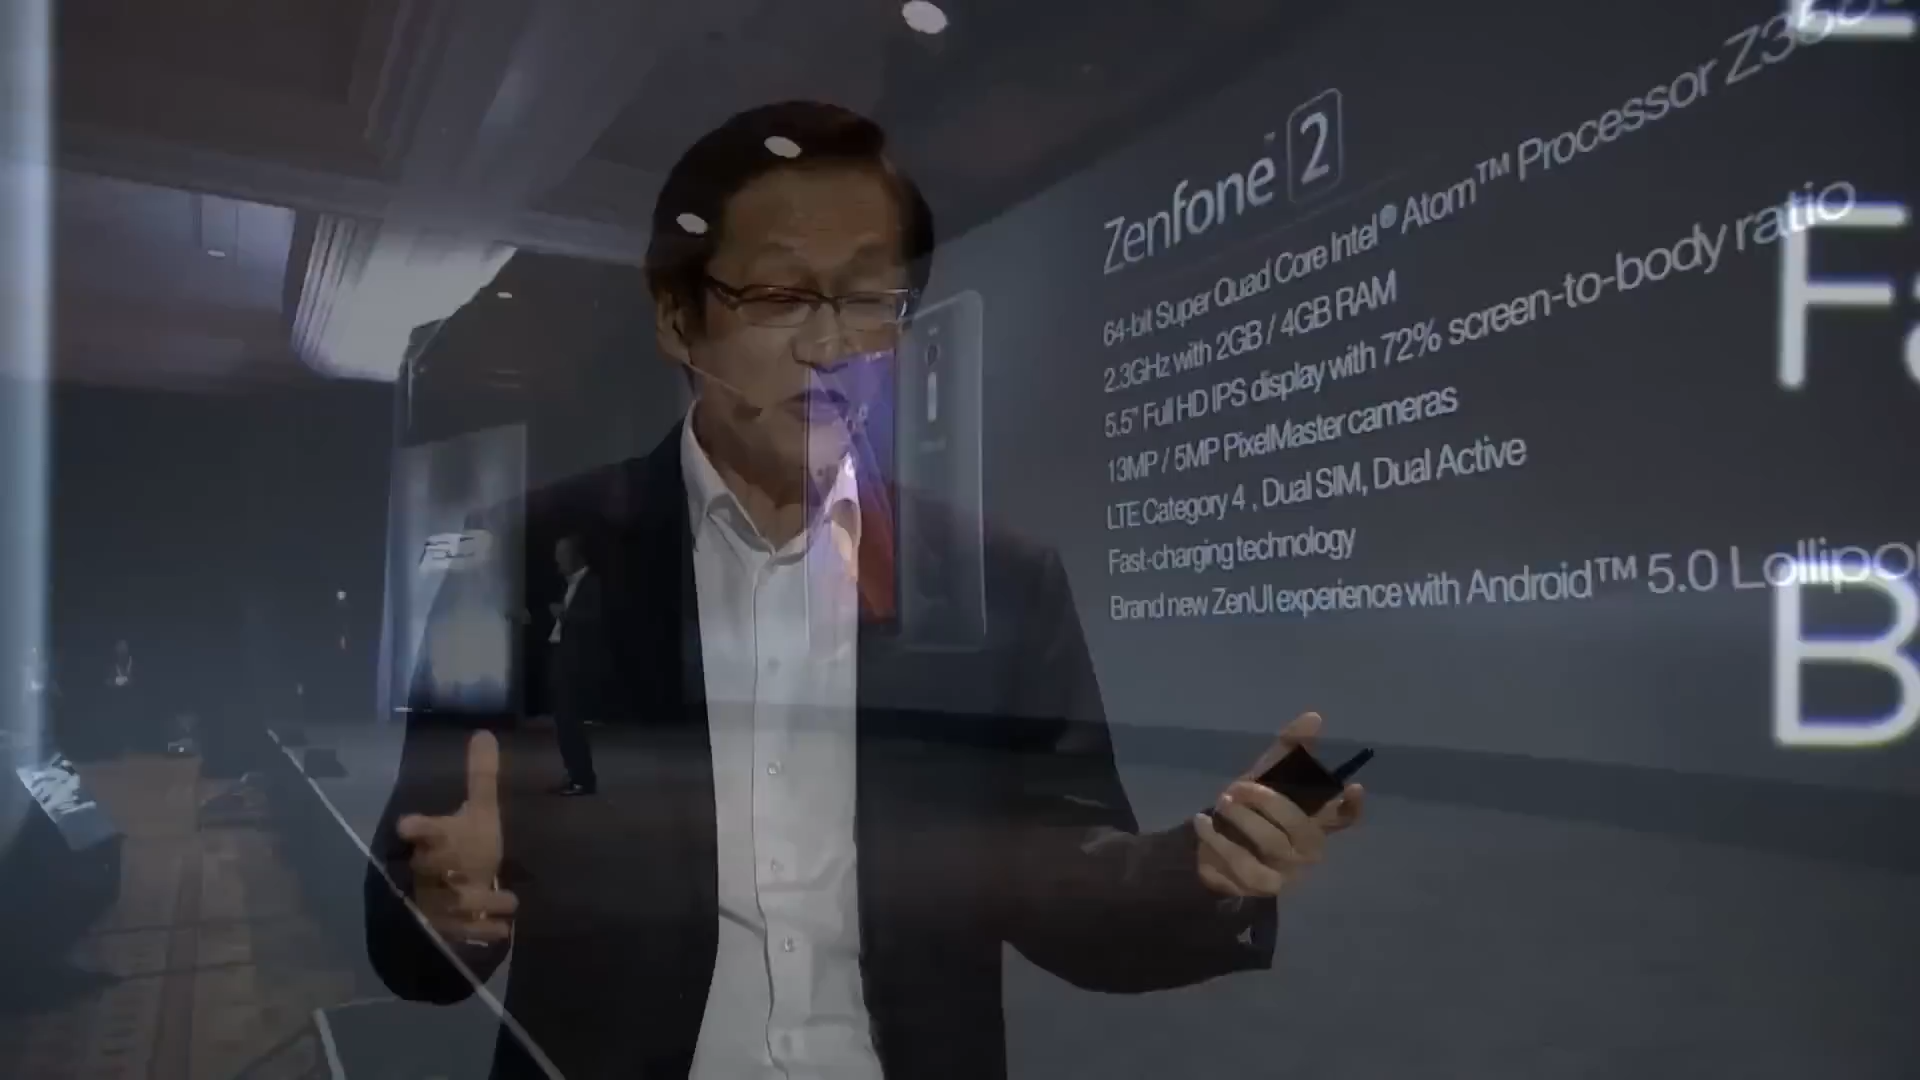 Zenfone™ 2
64-bit Super Quad Core Intel® Atom™ Processor
2.3GHz with 2GB / 4GB RAM
5.5" Full HD IPS display with 72% screen-to-body ratio
13MP / 5MP PixelMaster cameras
LTE Category 4 , Dual SIM, Dual Active
Fast-charging technology
Brand new ZenUI experience with Android™ 5.0 Lollipop